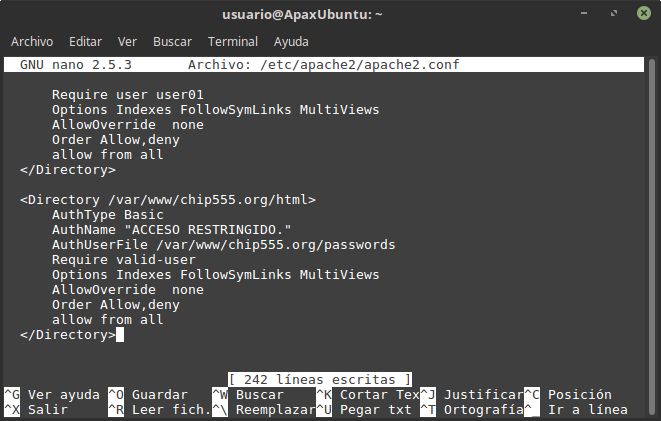 usuario@ApaxUbuntu: ~
Archivo Editar Ver Buscar Terminal Ayuda
GNU nano 2.5.3 Archivo: /etc/apache2/apache2.conf
Require user user01
Options Indexes FollowSymLinks MultiViews
AllowOverride none
Order Allow,deny
allow from all
</Directory>
<Directory /var/www/chip555.org/html>
AuthType Basic
AuthName "ACCESO RESTRINGIDO."
AuthUserFile /var/www/chip555.org/passwords
Require valid-user
Options Indexes FollowSymLinks MultiViews
AllowOverride none
Order Allow,deny
allow from all
</Directory>
[ 242 líneas escritas ]
^G Ver ayuda ^O Guardar ^W Buscar ^K Cortar Tex^J Justificar^C Posición
^X Salir ^R Leer fich.^\ Reemplazar^U Pegar txt ^T Ortografía^_ Ir a línea